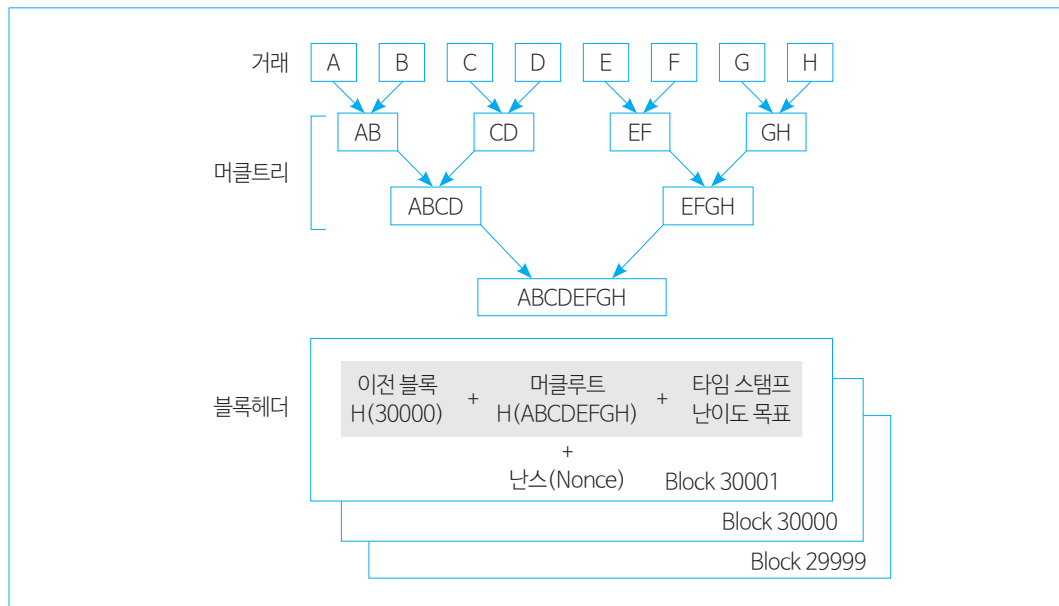 거래 A B C D E F G H
AB CD EF GH
머클트리
ABCD EFGH
ABCDEFGH
이전 블록 + 머클루트 + 타임 스탬프
H(30000) H(ABCDEFGH) 난이도 목표
블록헤더
+
난스(Nonce) Block 30001
Block 30000
Block 29999